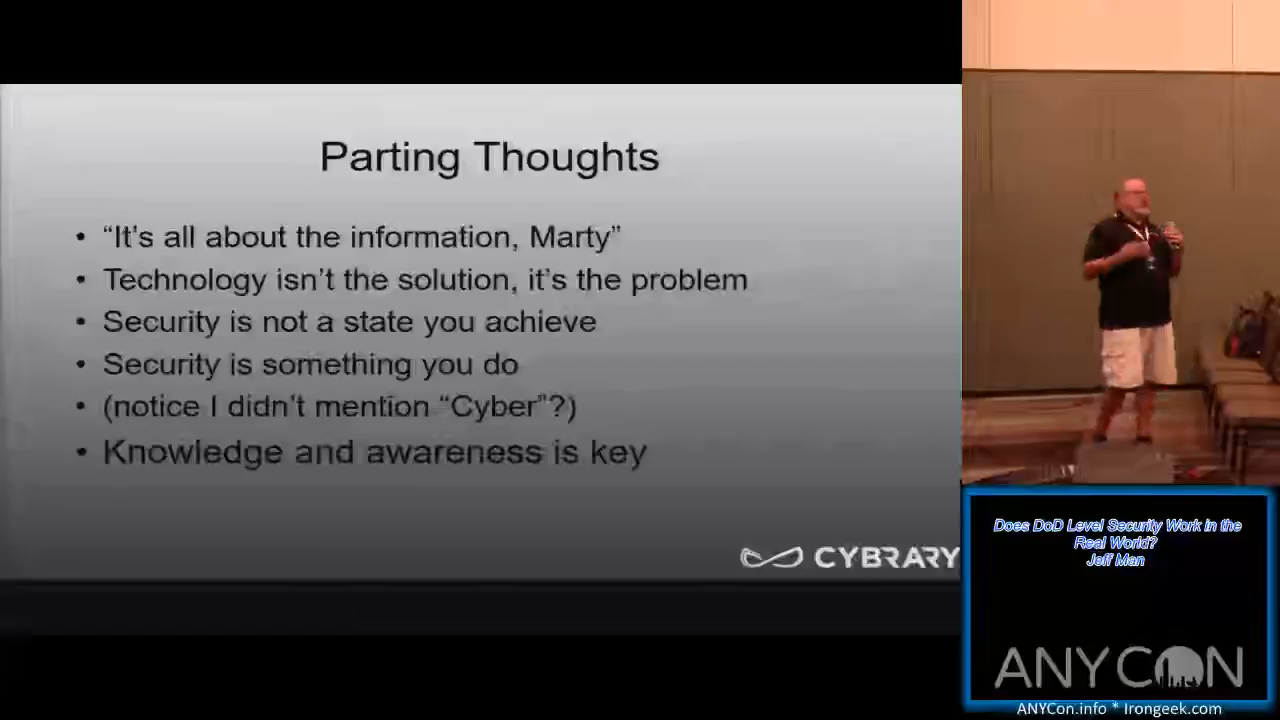 Parting Thoughts
• “It’s all about the information, Marty”
• Technology isn’t the solution, it’s the problem
• Security is not a state you achieve
• Security is something you do
• (notice I didn’t mention “Cyber”?)
• Knowledge and awareness is key
CYBRARY
Does DoD Level Security Work in the
Real World?
Jeff Man
ANYCON
ANYCon.info * Irongeek.com